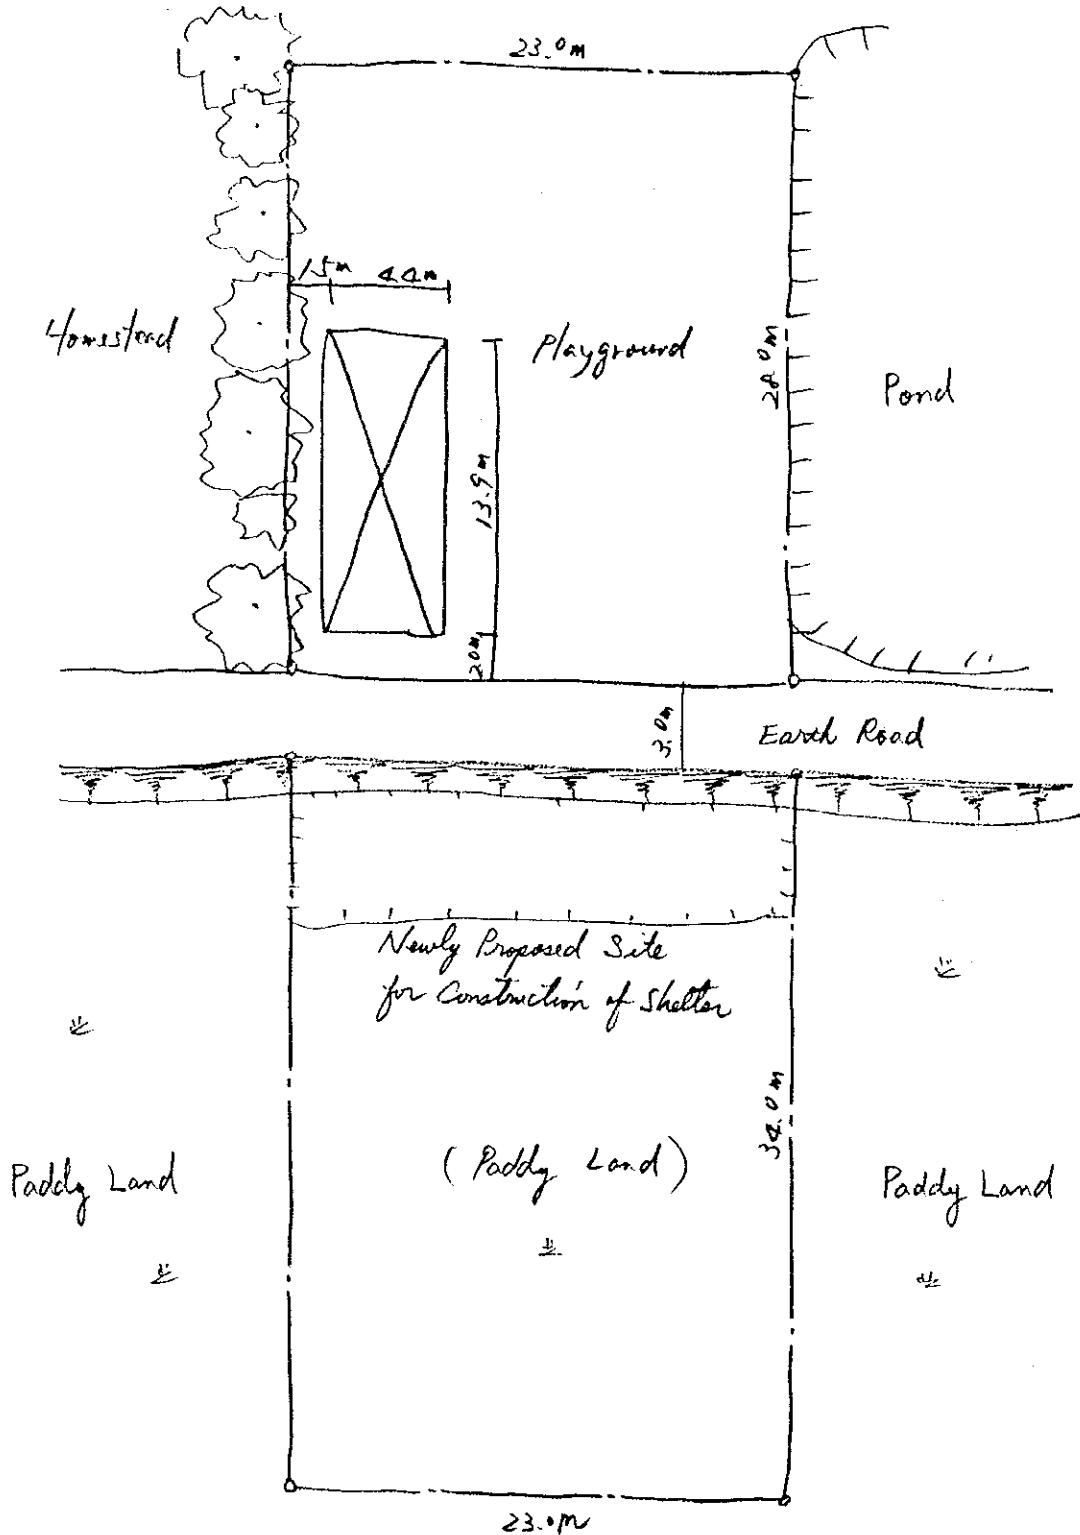 23.0m
1.5m 4.4m
Homestead
Playground
28.0m
Pond
13.9m
2.0m
3.0m
Earth Road
Newly Proposed Site
for Construction of Shelter
34.0m
Paddy Land
(Paddy Land)
Paddy Land
23.0m